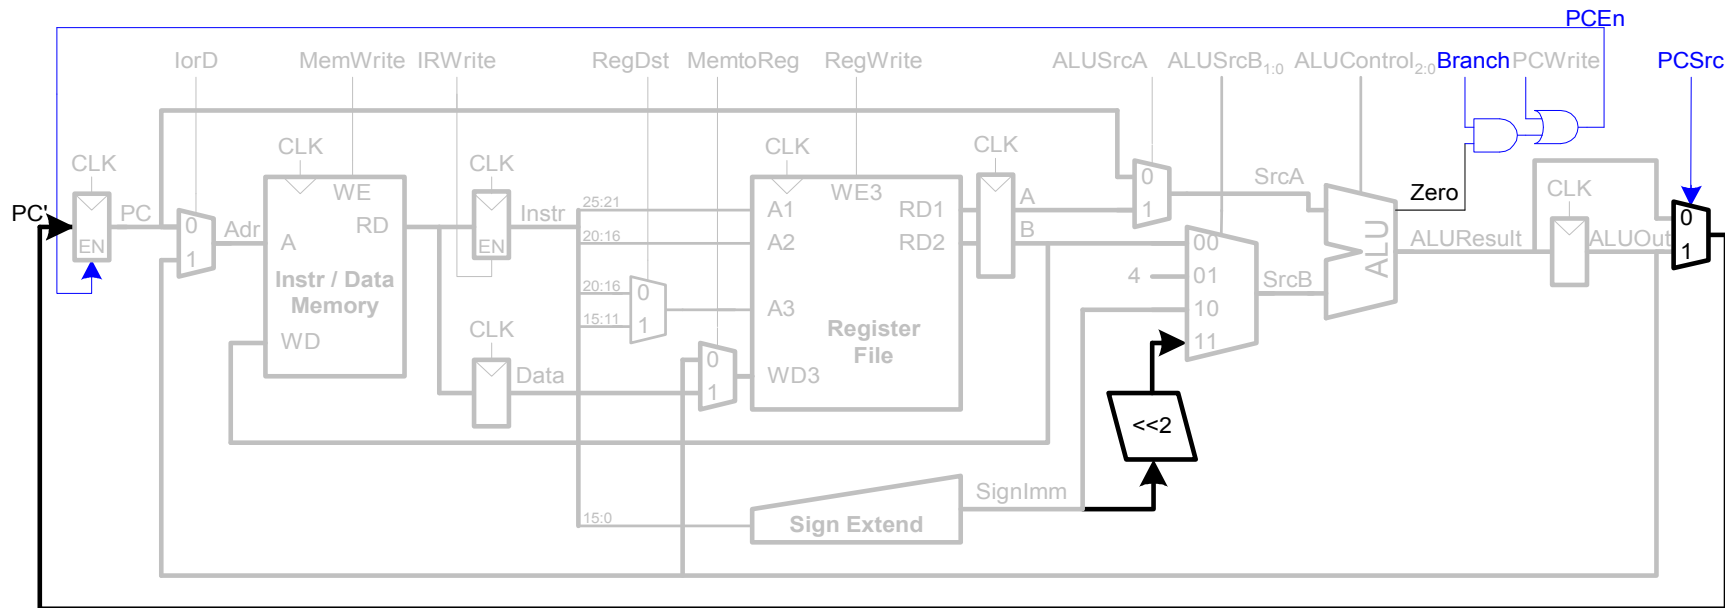 PCEn
IorD MemWrite IRWrite RegDst MemtoReg RegWrite ALUSrcA ALUSrcB1:0 ALUControl2:0 Branch PCWrite PCSrc
CLK CLK CLK CLK CLK
WE WE3 0 SrcA Zero CLK
PC' PC 0 Adr RD Instr 25:21 A1 RD1 A 1 0
EN A EN 20:16 A2 RD2 B 00 ALU ALUResult ALUOut 1
1 4 01 SrcB
Instr / Data
Memory
20:16 0 A3 10
15:11 1 Register
File
WD CLK 0 11
Data 1 WD3
<<2
SignImm
15:0 Sign Extend